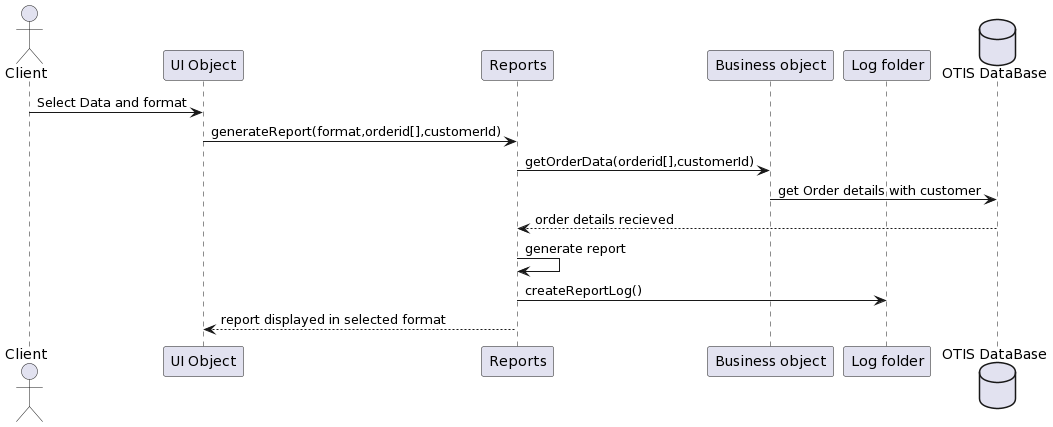 Client
UI Object
Reports
Business object
Log folder
OTIS DataBase
Select Data and format
generateReport(format,orderid[],customerId)
getOrderData(orderid[],customerId)
get Order details with customer
order details recieved
generate report
createReportLog()
report displayed in selected format
Client
UI Object
Reports
Business object
Log folder
OTIS DataBase